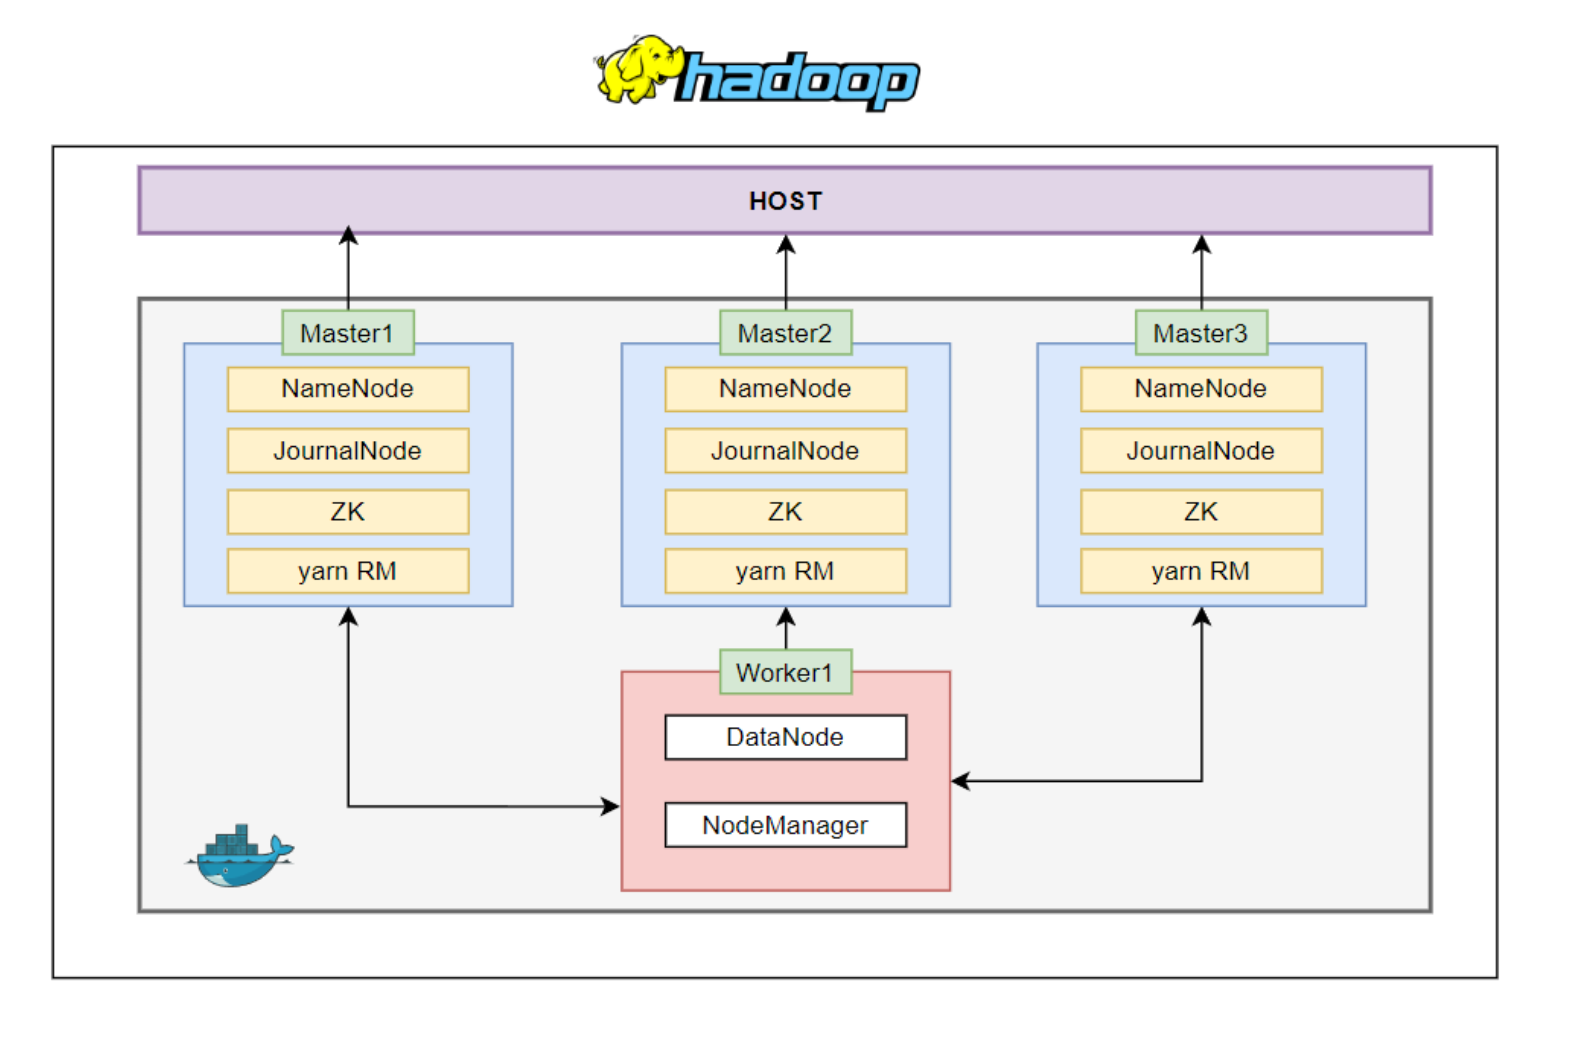 hadoop
HOST
Master1
NameNode
JournalNode
ZK
yarn RM
Master2
NameNode
JournalNode
ZK
yarn RM
Master3
NameNode
JournalNode
ZK
yarn RM
Worker1
DataNode
NodeManager